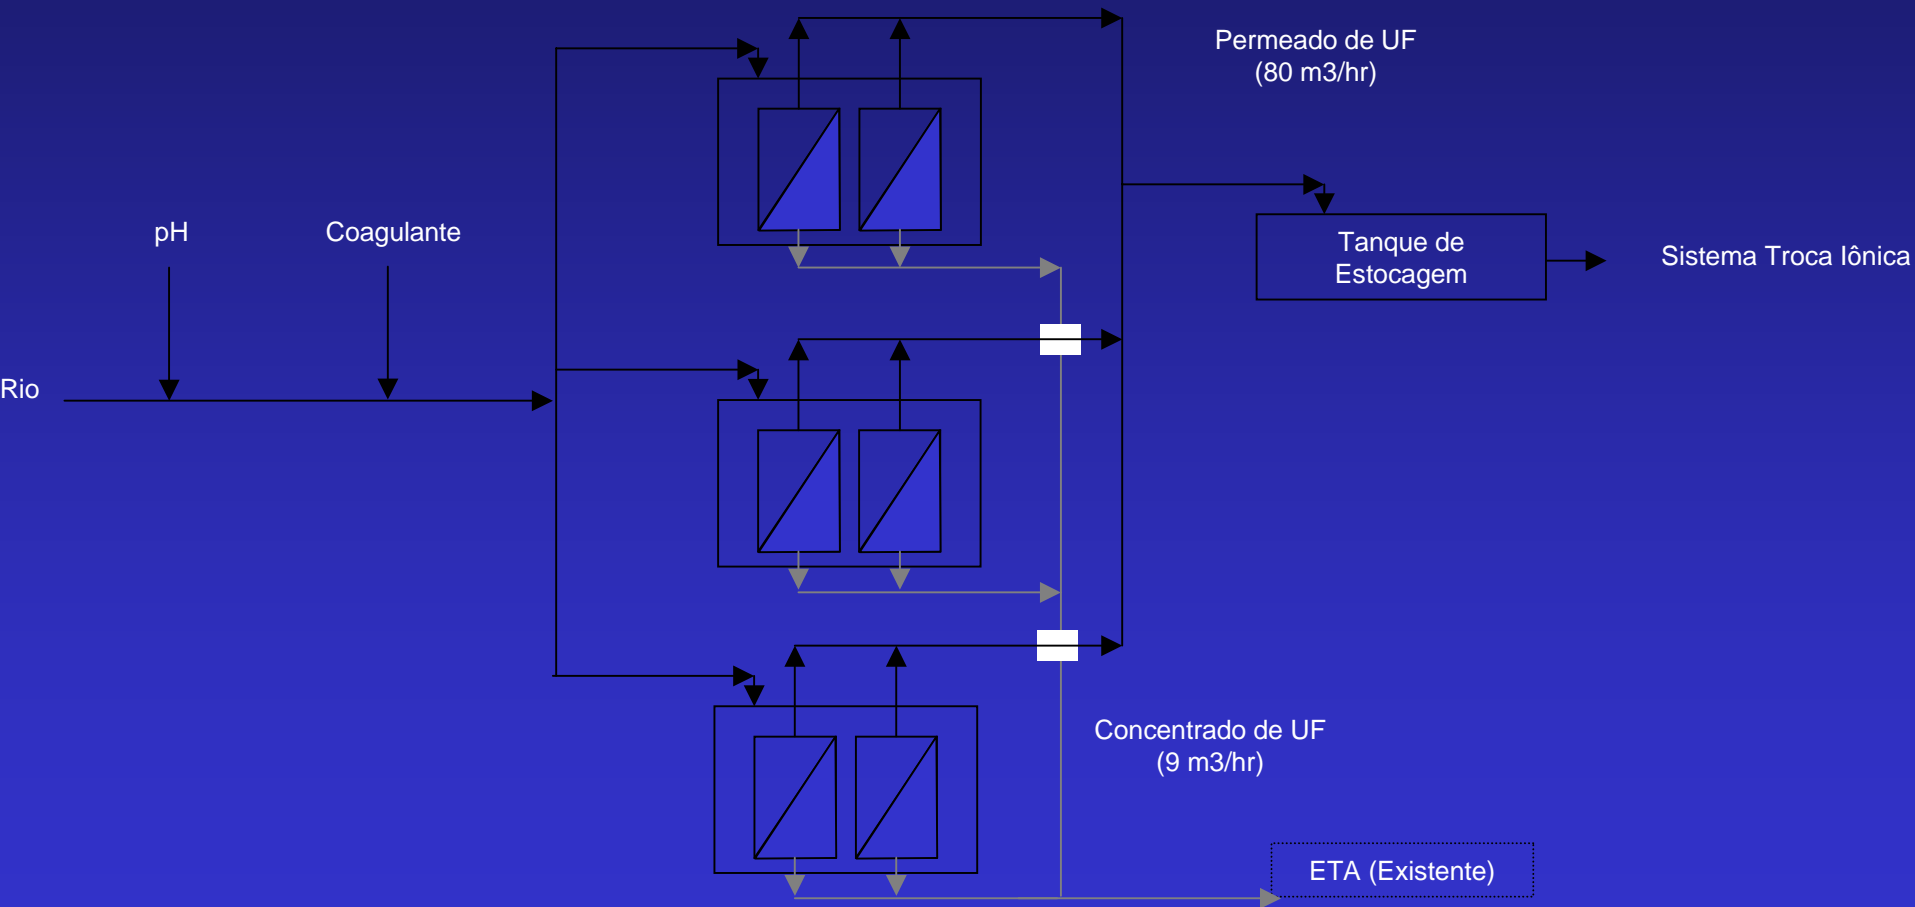 Permeado de UF
(80 m3/hr)
pH
Coagulante
Tanque de
Estocagem
Sistema Troca Iônica
Rio
Concentrado de UF
(9 m3/hr)
ETA (Existente)